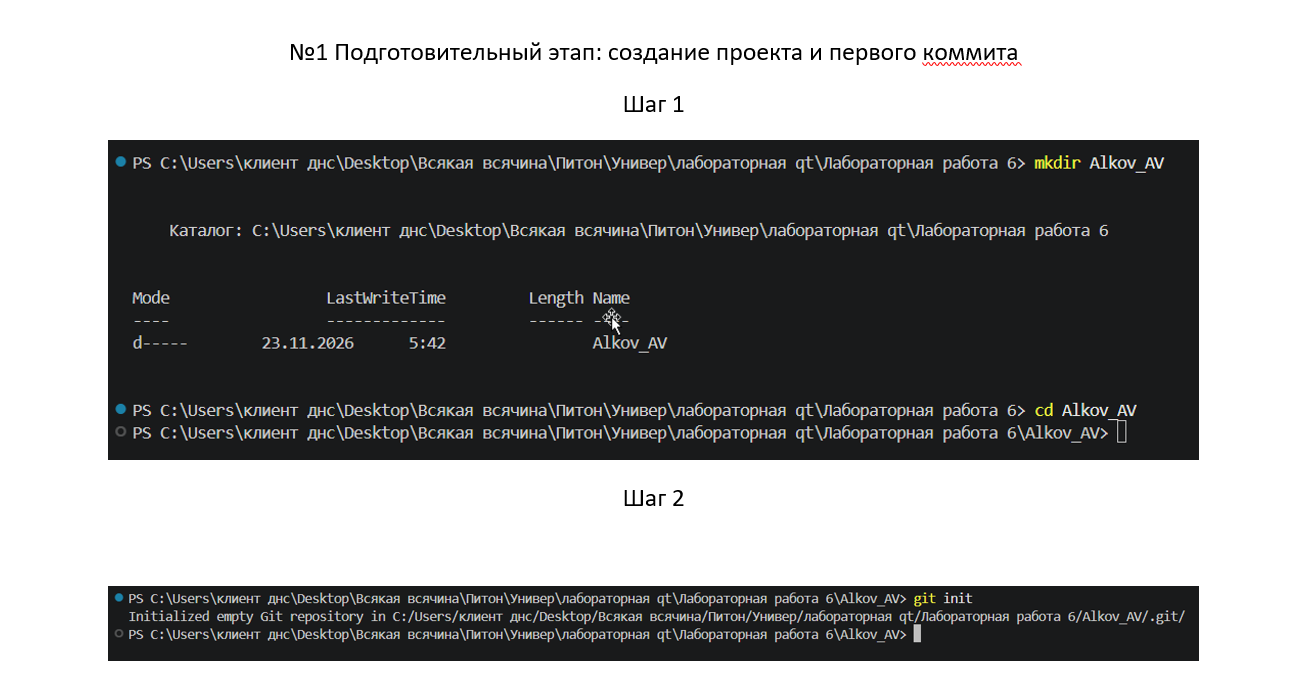 №1 Подготовительный этап: создание проекта и первого коммита
Шаг 1
PS C:\Users\клиент днс\Desktop\Всякая всячина\Питон\Универ\лабораторная qt\Лабораторная работа 6> mkdir Alkov_AV
Каталог: C:\Users\клиент днс\Desktop\Всякая всячина\Питон\Универ\лабораторная qt\Лабораторная работа 6
Mode LastWriteTime Length Name
---- ------------- ------ ----
d----- 23.11.2026 5:42 Alkov_AV
PS C:\Users\клиент днс\Desktop\Всякая всячина\Питон\Универ\лабораторная qt\Лабораторная работа 6> cd Alkov_AV
PS C:\Users\клиент днс\Desktop\Всякая всячина\Питон\Универ\лабораторная qt\Лабораторная работа 6\Alkov_AV>
Шаг 2
PS C:\Users\клиент днс\Desktop\Всякая всячина\Питон\Универ\лабораторная qt\Лабораторная работа 6\Alkov_AV> git init
Initialized empty Git repository in C:/Users/клиент днс/Desktop/Всякая всячина/Питон/Универ/лабораторная qt/Лабораторная работа 6/Alkov_AV/.git/
PS C:\Users\клиент днс\Desktop\Всякая всячина\Питон\Универ\лабораторная qt\Лабораторная работа 6\Alkov_AV>